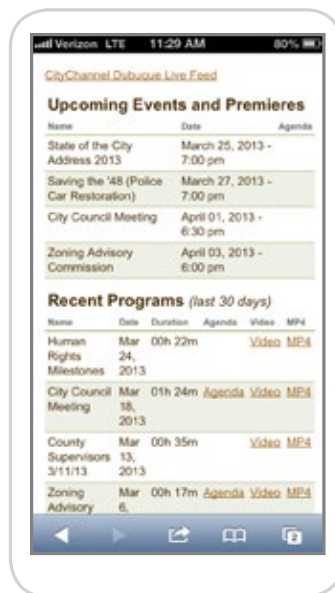 Verizon LTE 11:29 AM 80%
CityChannel Dubuque Live Feed
Upcoming Events and Premieres
Name Date Agenda
State of the City March 25, 2013 -
Address 2013 7:00 pm
Saving the '48 (Police March 27, 2013 -
Car Restoration) 7:00 pm
City Council Meeting April 01, 2013 -
6:30 pm
Zoning Advisory April 03, 2013 -
Commission 6:00 pm
Recent Programs (last 30 days)
Name Date Duration Agenda Video MP4
Human Mar 00h 22m Video MP4
Rights 24,
Milestones 2013
City Council Mar 01h 24m Agenda Video MP4
Meeting 18,
2013
County Mar 00h 35m Video MP4
Supervisors 13,
3/11/13 2013
Zoning Mar 00h 17m Agenda Video MP4
Advisory 6,
2